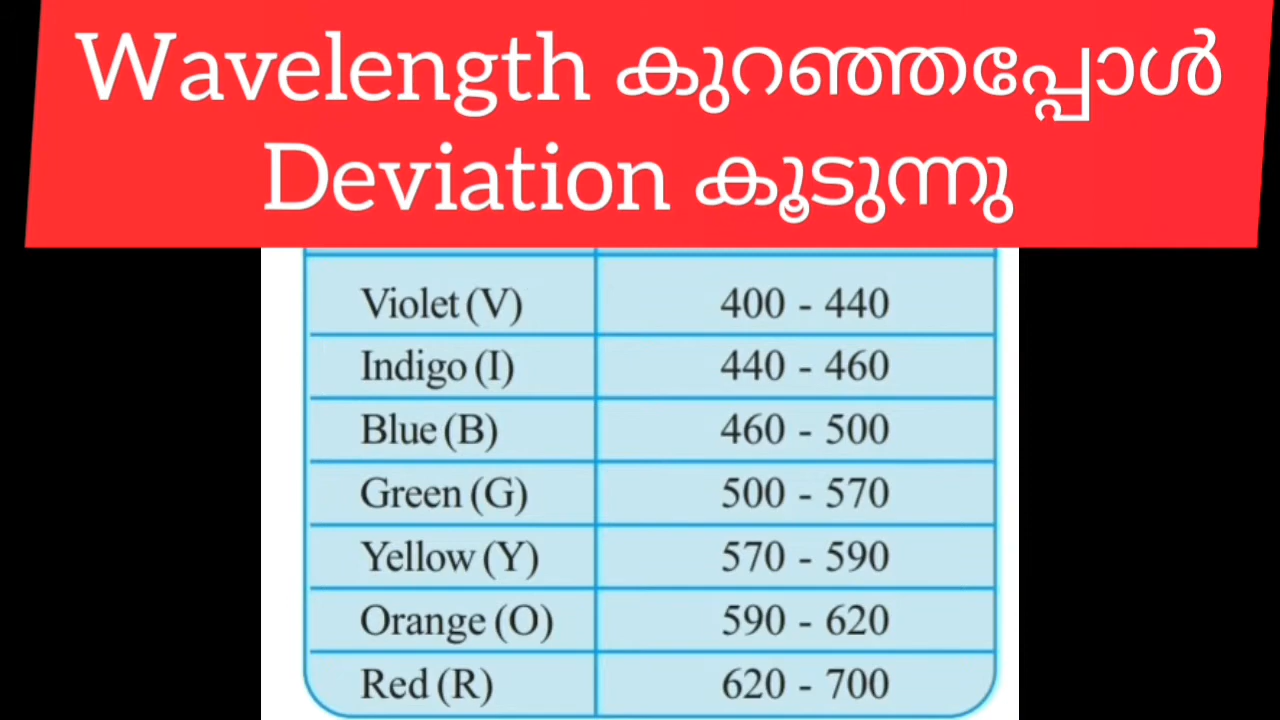 Wavelength കുറഞ്ഞപ്പോൾ
Deviation കൂടുന്നു
Violet (V) 400 - 440
Indigo (I) 440 - 460
Blue (B) 460 - 500
Green (G) 500 - 570
Yellow (Y) 570 - 590
Orange (O) 590 - 620
Red (R) 620 - 700